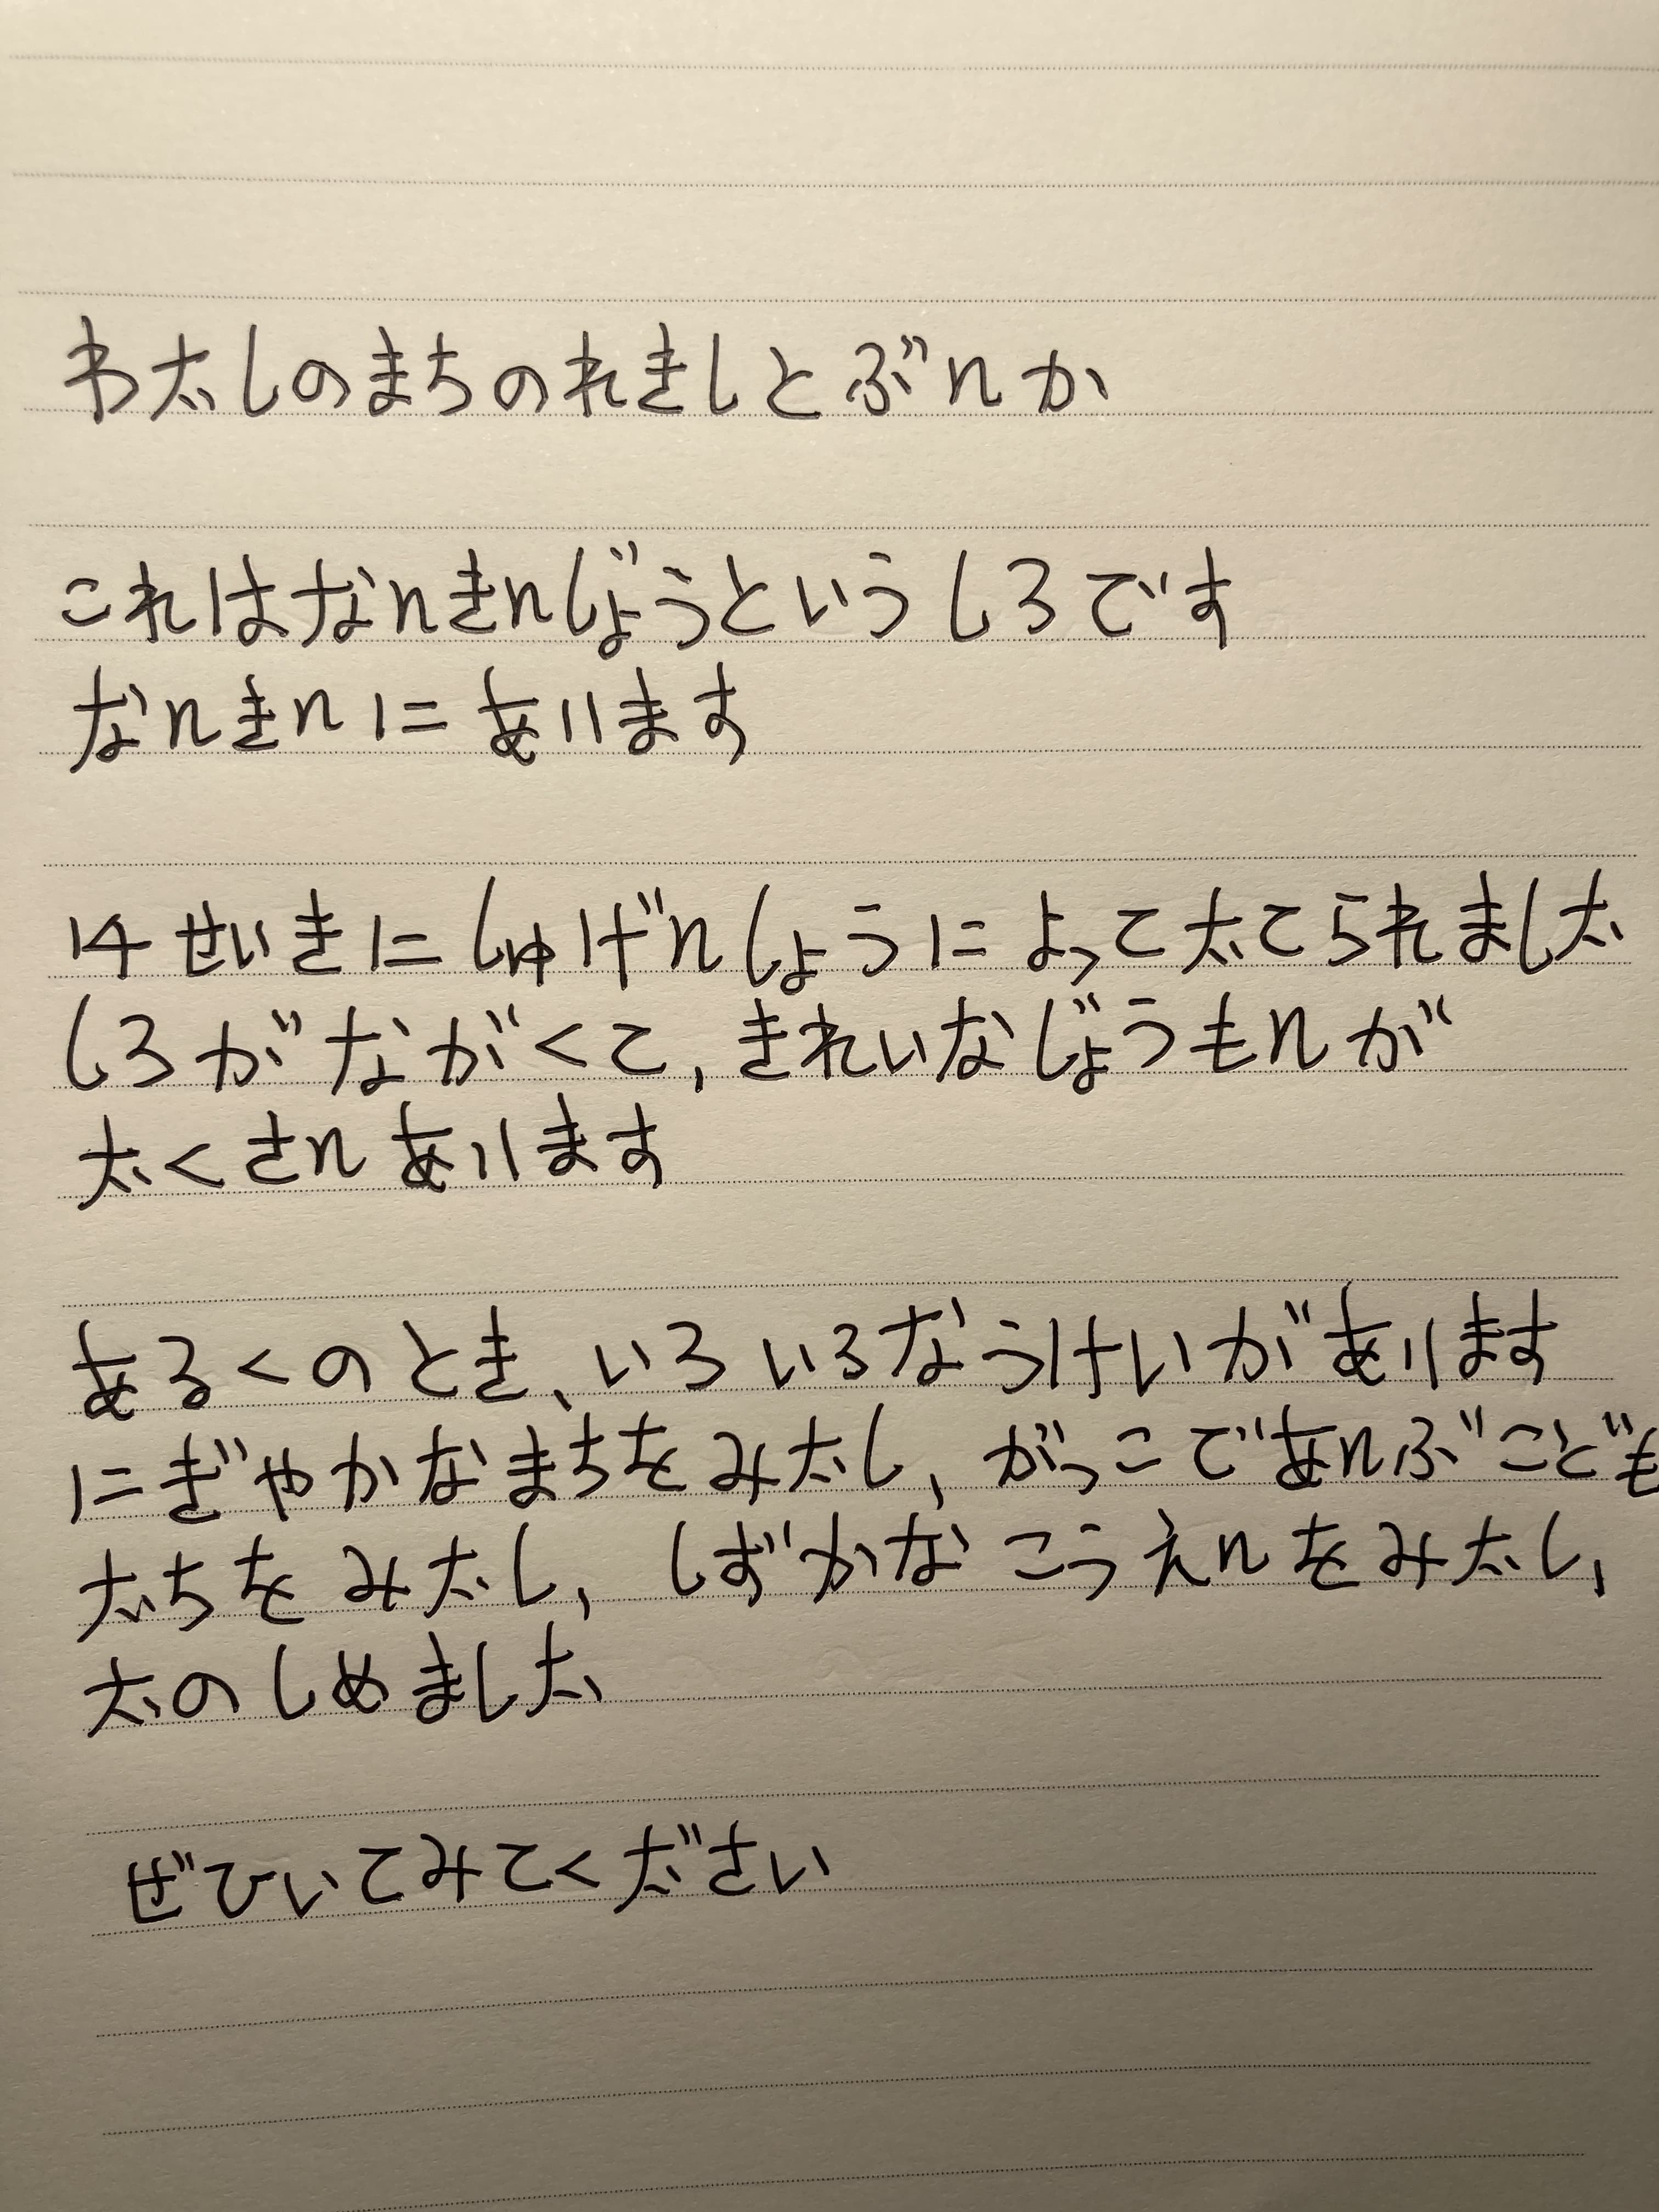 わたしのまちのれきしとぶんか
これはなんきんじょうというしろです
なんきんにあります
14せいきにしゅげんしょうによってたてられました
しろがながくて,きれいなじょうもんが
たくさんあります
あるくのとき、いろいろなうけいがあります
にぎやかなまちをみたし,がっこであんぶこども
たちをみたし,しずかなこうえんをみたし,
たのしめました
ぜひいてみてください